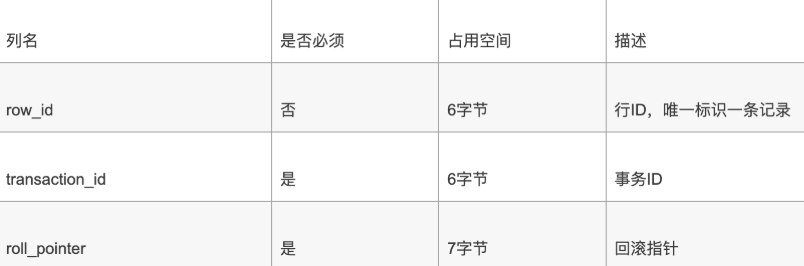 列名 是否必须 占用空间 描述
row_id 否 6字节 行ID，唯一标识一条记录
transaction_id 是 6字节 事务ID
roll_pointer 是 7字节 回滚指针